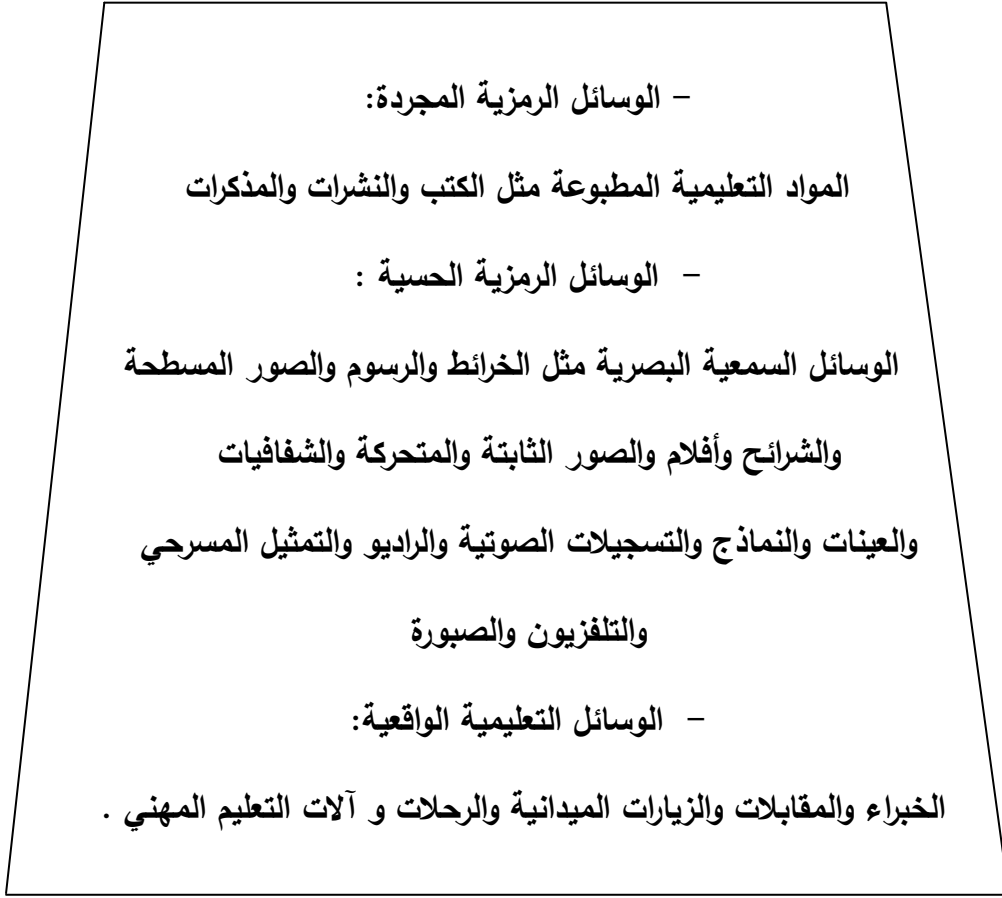 – الوسائل الرمزية المجردة:
المواد التعليمية المطبوعة مثل الكتب والنشرات والمذكرات
– الوسائل الرمزية الحسية :
الوسائل السمعية البصرية مثل الخرائط والرسوم والصور المسطحة
والشرائح وأفلام والصور الثابتة والمتحركة والشفافيات
والعينات والنماذج والتسجيلات الصوتية والراديو والتمثيل المسرحي
والتلفزيون والصبورة
– الوسائل التعليمية الواقعية:
الخبراء والمقابلات والزيارات الميدانية والرحلات و آلات التعليم المهني .